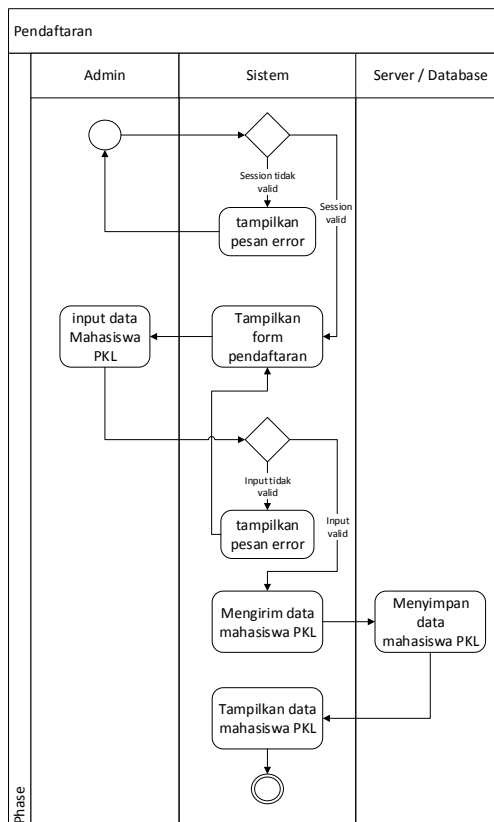 Pendaftaran
Admin
Sistem
Server / Database
Session tidak
valid
Session
valid
tampilkan
pesan error
input data
Mahasiswa
PKL
Tampilkan
form
pendaftaran
Input tidak
valid
Input
valid
tampilkan
pesan error
Mengirim data
mahasiswa PKL
Menyimpan
data
mahasiswa PKL
Tampilkan data
mahasiswa PKL
Phase